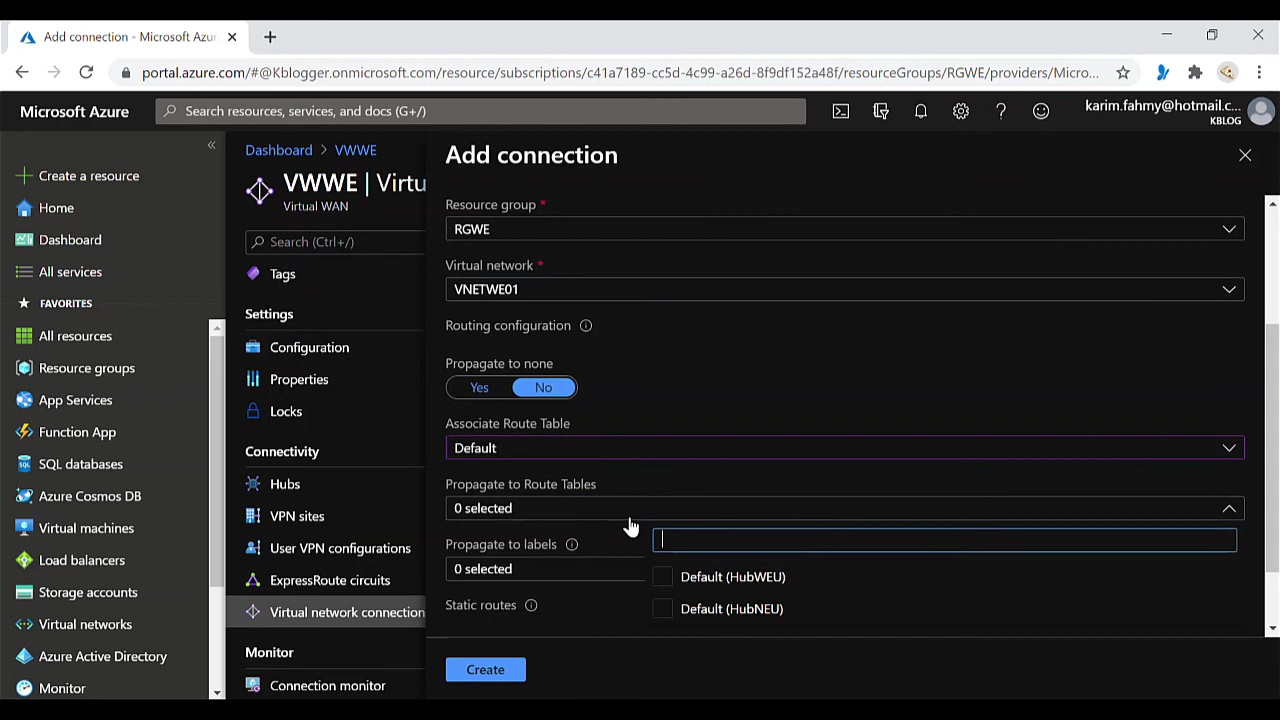 Add connection - Microsoft Azur
portal.azure.com/#@Kblogger.onmicrosoft.com/resource/subscriptions/c41a7189-cc5d-4c99-a26d-8f9df152a48f/resourceGroups/RGWE/providers/Micro...
Microsoft Azure
Search resources, services, and docs (G+/)
karim.fahmy@hotmail.c...
KBLOG
Create a resource
Home
Dashboard
All services
FAVORITES
All resources
Resource groups
App Services
Function App
SQL databases
Azure Cosmos DB
Virtual machines
Load balancers
Storage accounts
Virtual networks
Azure Active Directory
Monitor
Dashboard > VWWE
VWWE | Virtu
Virtual WAN
Search (Ctrl+/)
Tags
Settings
Configuration
Properties
Locks
Connectivity
Hubs
VPN sites
User VPN configurations
ExpressRoute circuits
Virtual network connection
Monitor
Connection monitor
Add connection
Resource group *
RGWE
Virtual network *
VNETWE01
Routing configuration
Propagate to none
Yes No
Associate Route Table
Default
Propagate to Route Tables
0 selected
Propagate to labels
0 selected
Default (HubWEU)
Default (HubNEU)
Static routes
Create